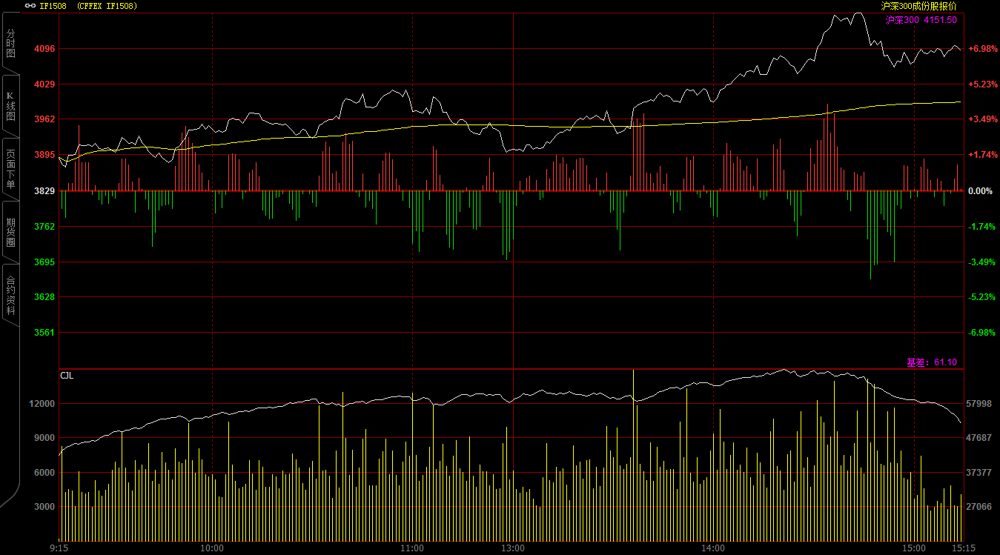 IF1508 (CFFEX IF1508)
沪深300成份股报价
沪深300 4151.50
分时图
K线图
页面下单
期货圈
合约资料
4096 +6.98%
4029 +5.23%
3962 +3.49%
3895 +1.74%
3829 0.00%
3762 -1.74%
3695 -3.49%
3628 -5.23%
3561 -6.98%
基差: 61.10
CJL
12000 57998
9000 47687
6000 37377
3000 27066
9:15 10:00 11:00 13:00 14:00 15:00 15:15